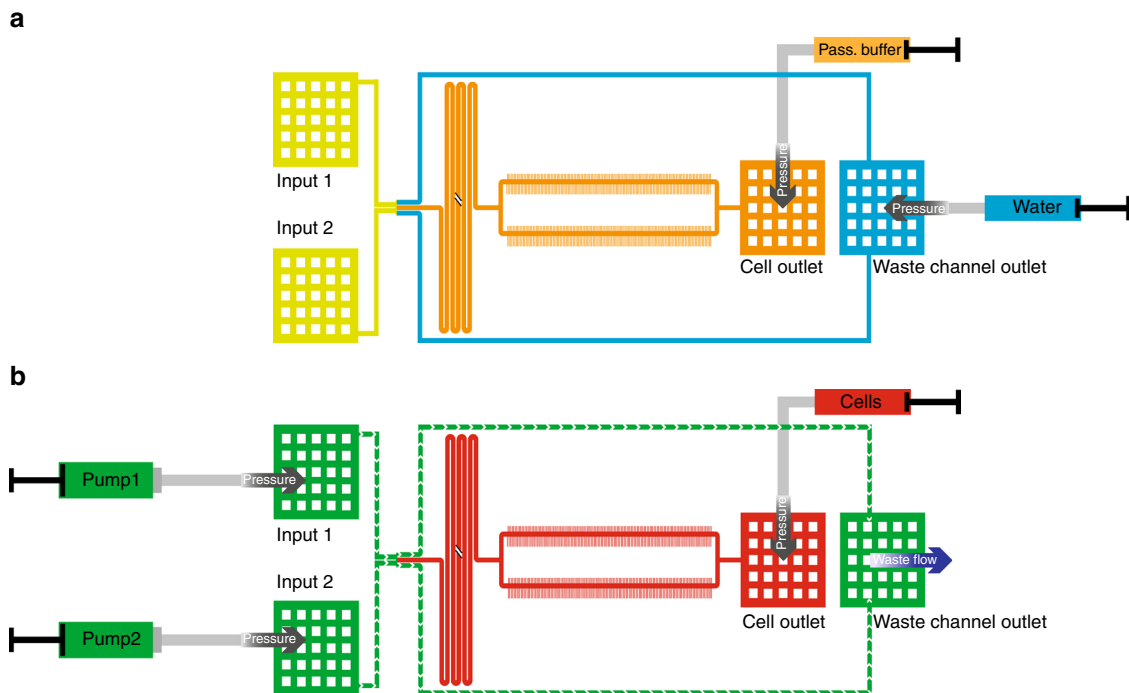 a
Pass. buffer
Pressure
Input 1
Input 2
Pressure
Water
Cell outlet
Waste channel outlet
b
Cells
Pump1
Pressure
Pressure
Input 1
Waste flow
Input 2
Pump2
Pressure
Cell outlet
Waste channel outlet